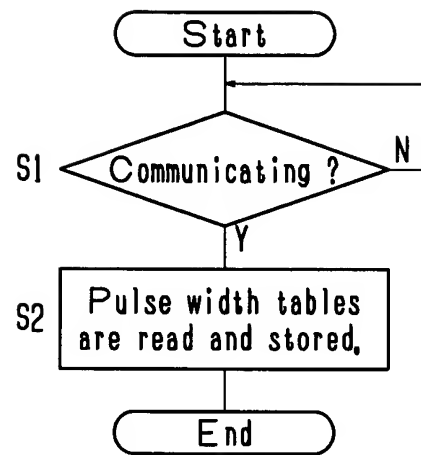 Start
S1
Communicating ?
N
Y
S2
Pulse width tables
are read and stored.
End